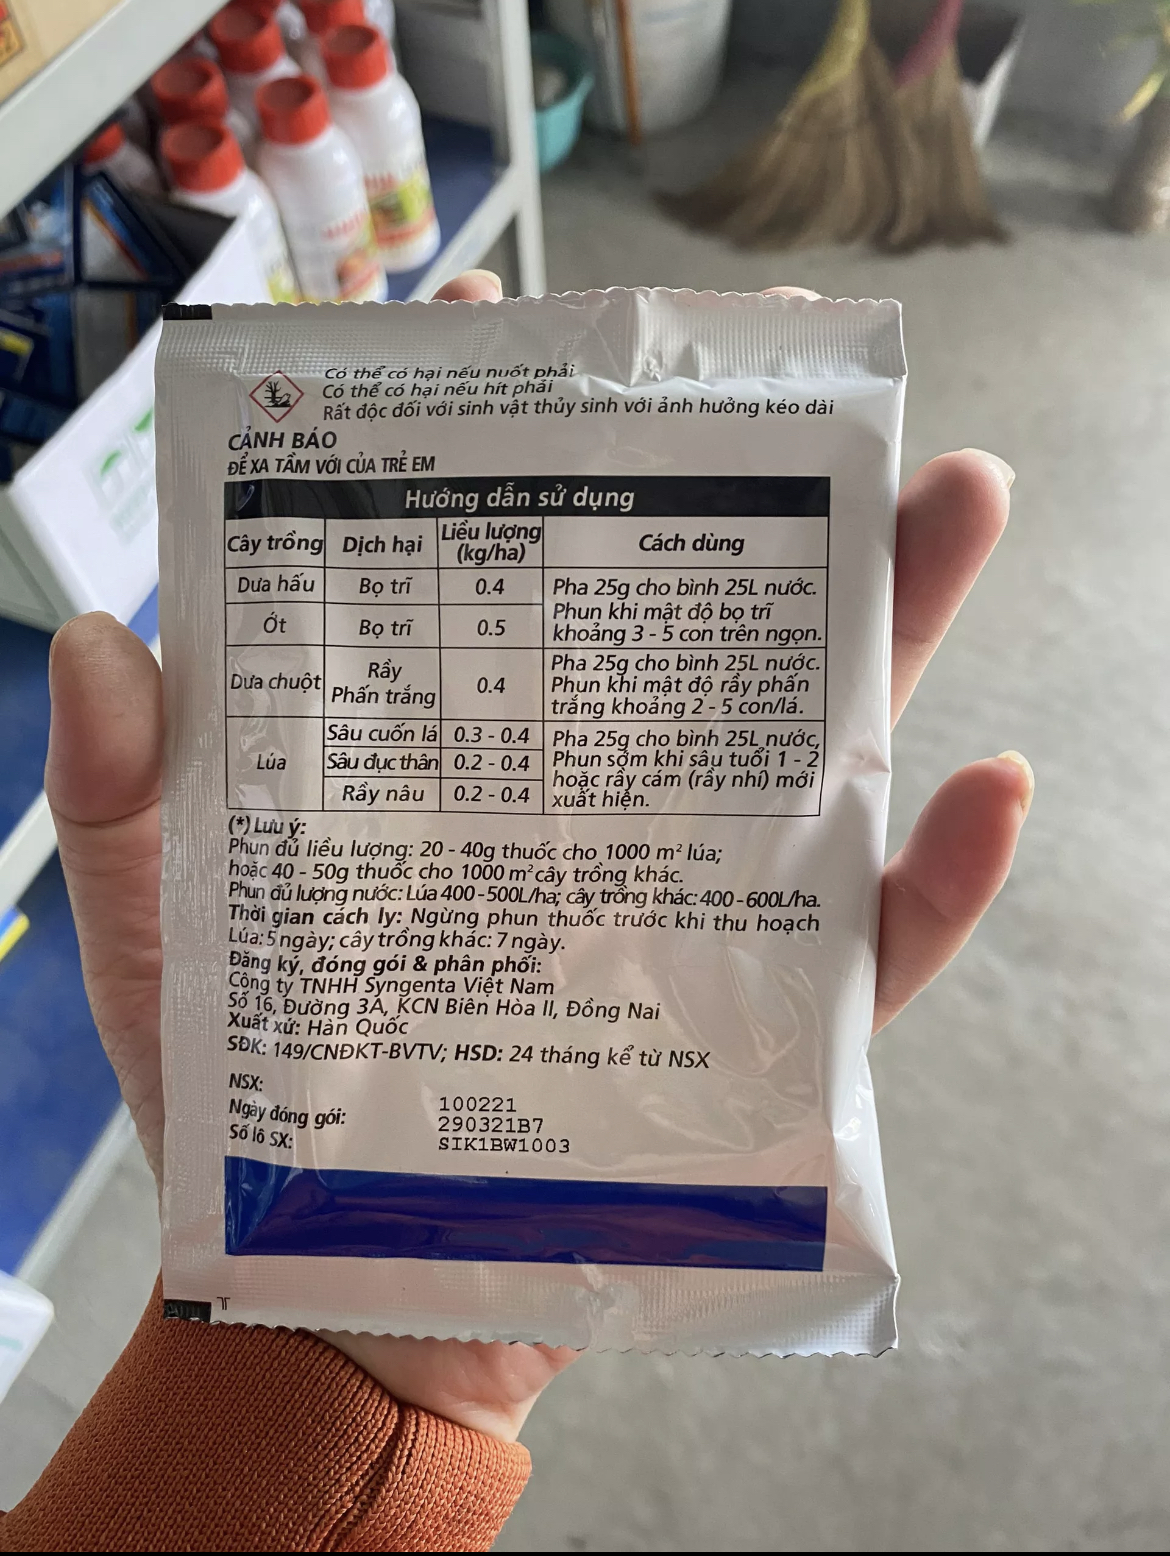 Có thể có hại nếu nuốt phải
Có thể có hại nếu hít phải
Rất độc đối với sinh vật thủy sinh với ảnh hưởng kéo dài
CẢNH BÁO
ĐỂ XA TẦM VỚI CỦA TRẺ EM
Hướng dẫn sử dụng
Cây trồng Dịch hại Liều lượng (kg/ha) Cách dùng
Dưa hấu Bọ trĩ 0.4 Pha 25g cho bình 25L nước.
Phun khi mật độ bọ trĩ
Ớt Bọ trĩ 0.5 khoảng 3 - 5 con trên ngọn.
Pha 25g cho bình 25L nước.
Dưa chuột Rầy Phấn trắng 0.4 Phun khi mật độ rầy phấn
trắng khoảng 2 - 5 con/lá.
Lúa Sâu cuốn lá 0.3 - 0.4 Pha 25g cho bình 25L nước,
Sâu đục thân 0.2 - 0.4 Phun sớm khi sâu tuổi 1 - 2
hoặc rầy cám (rầy nhí) mới
Rầy nâu 0.2 - 0.4 xuất hiện.
(*) Lưu ý:
Phun đủ liều lượng: 20 - 40g thuốc cho 1000 m² lúa;
hoặc 40 - 50g thuốc cho 1000 m² cây trồng khác.
Phun đủ lượng nước: Lúa 400-500L/ha; cây trồng khác: 400-600L/ha.
Thời gian cách ly: Ngừng phun thuốc trước khi thu hoạch
Lúa: 5 ngày; cây trồng khác: 7 ngày.
Đăng ký, đóng gói & phân phối:
Công ty TNHH Syngenta Việt Nam
Số 16, Đường 3A, KCN Biên Hòa II, Đồng Nai
Xuất xứ: Hàn Quốc
SĐK: 149/CNĐKT-BVTV; HSD: 24 tháng kể từ NSX
NSX: 100221
Ngày đóng gói: 290321B7
Số lô SX: SIK1BW1003